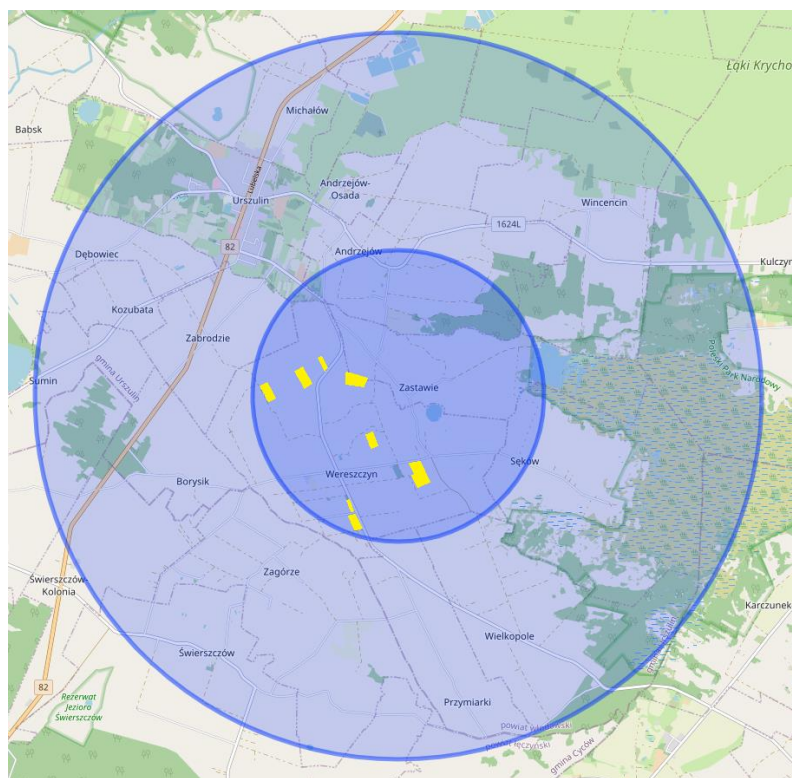 Łąki Krycho
Michałów
Babsk
Lubelska
Andrzejów-
Osada
Urszulin
Wincencin
1624L
82
Andrzejów
Dębowiec
Kulczyn
Kozubata
Zabrodzie
gmina Urszulin
Poleski Park Narodowy
Sumin
Zastawie
Sęków
Wereszczyn
Borysik
Zagórze
Świerszczów-
Kolonia
Karczunek
Wielkopole
Świerszczów
82
Rezerwat
Jezioro
Świerszczów
Przymiarki
powiat włodawski
powiat łęczyński
gmina Cyców